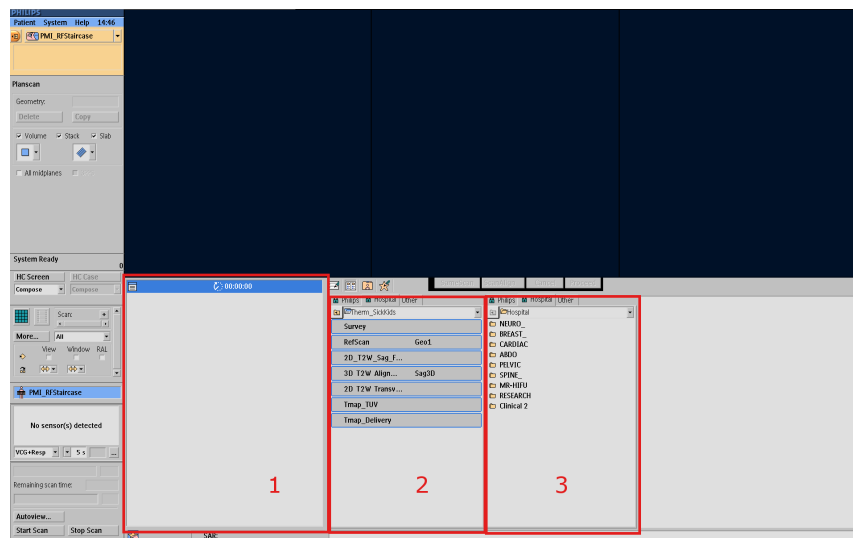 PHILIPS
Patient System Help 14:46
PMI_RFStaircase
Planscan
Geometry:
Delete Copy
Volume Stack Slab
All midplanes
System Ready
0
HC Screen HC Case
Compose Compose
Scan:
More... All
View Window RAL
PMI_RFStaircase
No sensor(s) detected
VCG+Resp 5 s ...
Remaining scan time:
Autoview...
Start Scan Stop Scan
SAR:
00:00:00
1
Philips Hospital Other
Therm_SickKids
Survey
RefScan Geo1
2D_T2W_Sag_F...
3D T2W Align... Sag3D
2D T2W Transv...
Tmap_TUV
Tmap_Delivery
2
Philips Hospital Other
Hospital
NEURO_
BREAST_
CARDIAC
ABDO
PELVIC
SPINE_
MR-HIFU
RESEARCH
Clinical 2
3